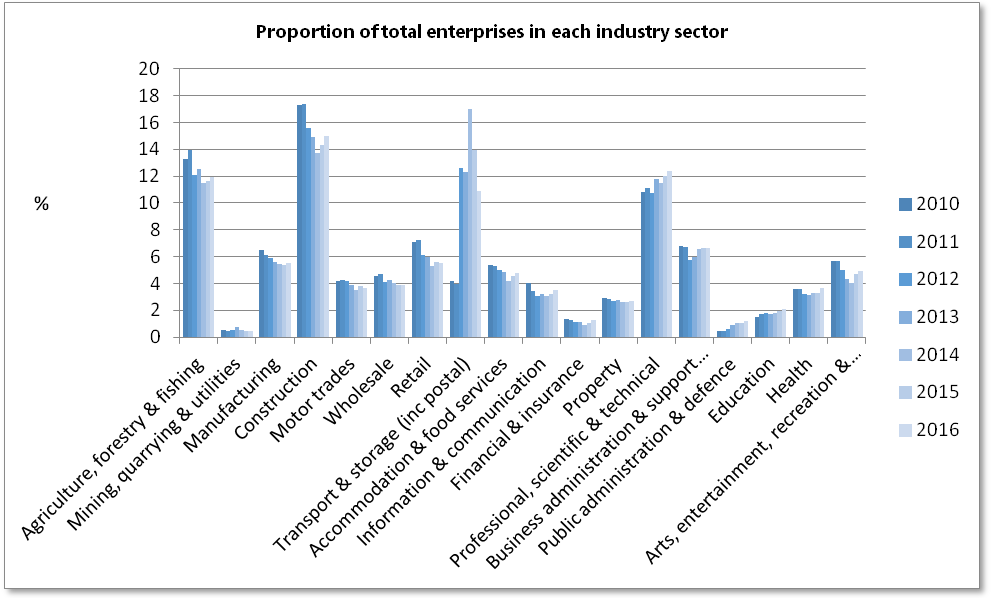 Proportion of total enterprises in each industry sector
20
18
16
14
12
10
8
6
4
2
0
%
Agriculture, forestry & fishing
Mining, quarrying & utilities
Manufacturing
Construction
Motor trades
Wholesale
Retail
Transport & storage (inc postal)
Accommodation & food services
Information & communication
Financial & insurance
Property
Professional, scientific & technical
Business administration & support...
Public administration & defence
Education
Health
Arts, entertainment, recreation &...
2010
2011
2012
2013
2014
2015
2016